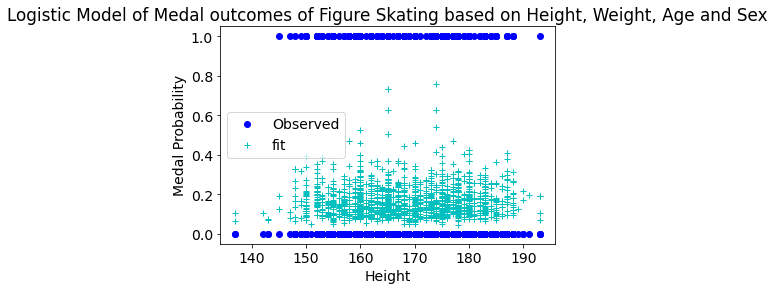 Logistic Model of Medal outcomes of Figure Skating based on Height, Weight, Age and Sex
1.0
0.8
0.6
0.4
0.2
0.0
Medal Probability
Observed
fit
140 150 160 170 180 190
Height